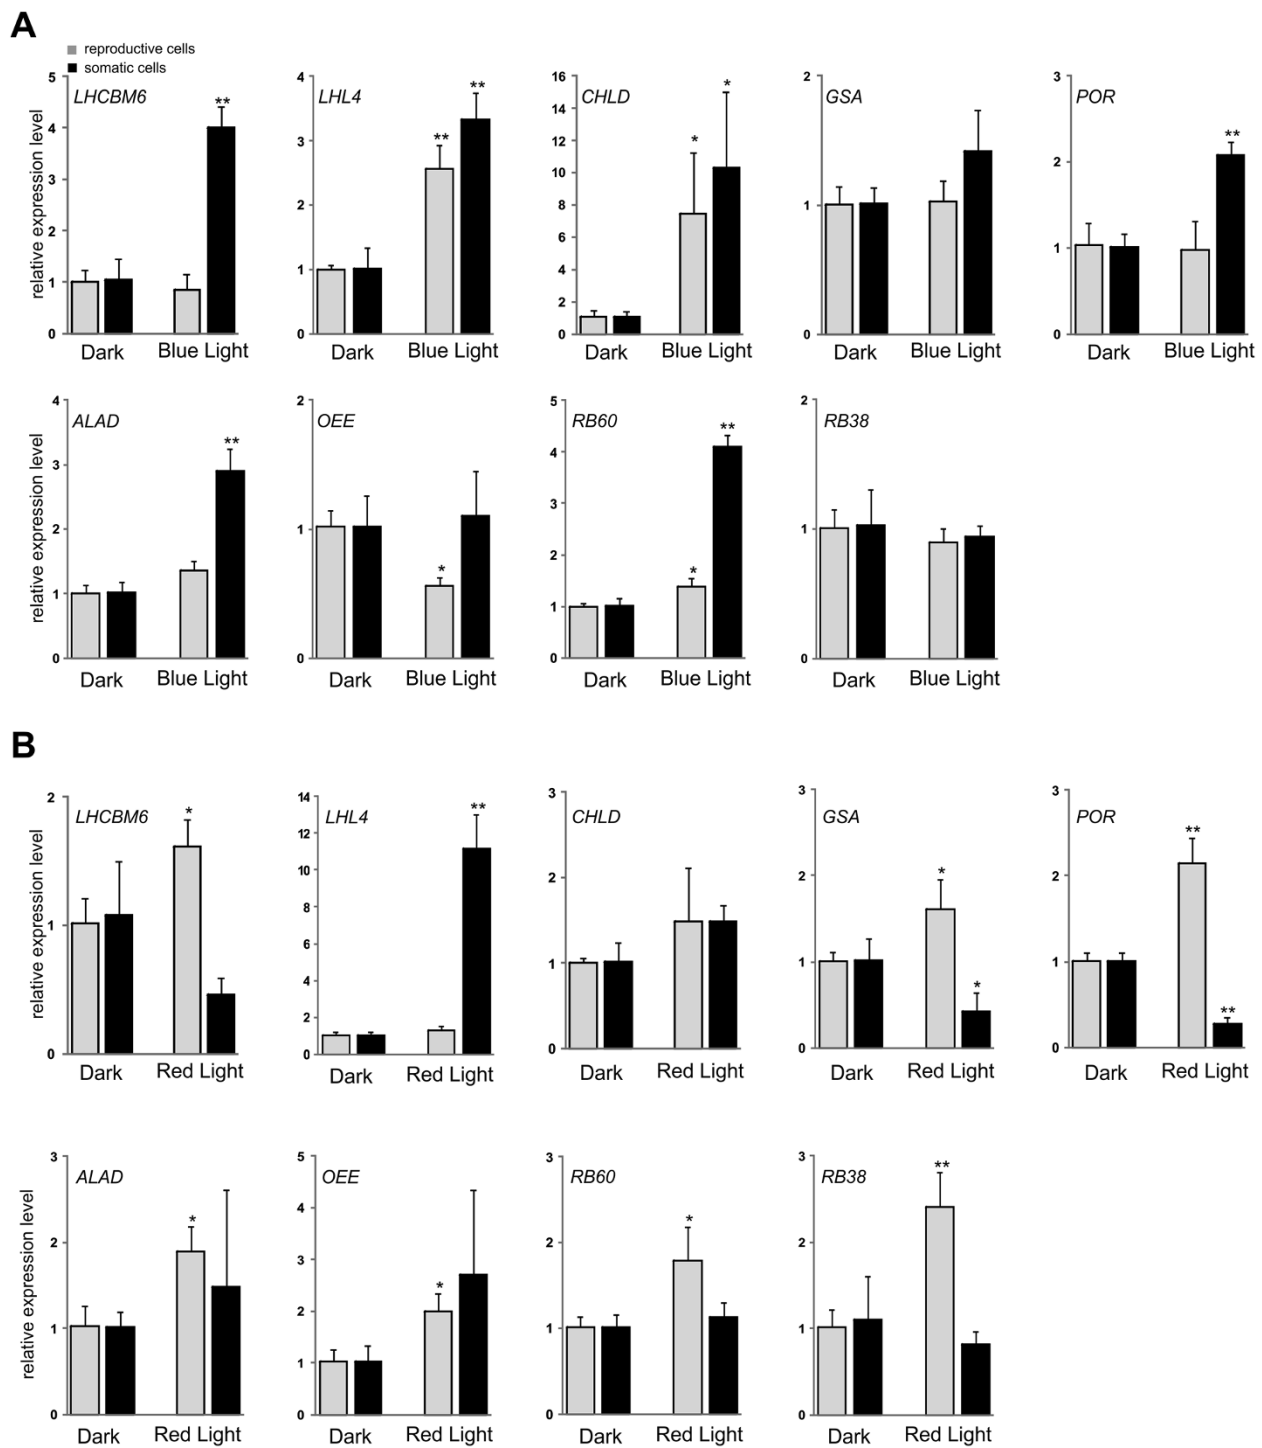 A
reproductive cells
somatic cells
relative expression level
5
4
3
2
1
0
LHCBM6
**
Dark
Blue Light
4
3
2
1
0
LHL4
**
**
Dark
Blue Light
16
14
12
10
8
6
4
2
0
CHLD
*
*
Dark
Blue Light
2
1
0
GSA
Dark
Blue Light
3
2
1
0
POR
**
Dark
Blue Light
relative expression level
4
3
2
1
0
ALAD
**
Dark
Blue Light
2
1
0
OEE
*
Dark
Blue Light
5
4
3
2
1
0
RB60
*
**
Dark
Blue Light
2
1
0
RB38
Dark
Blue Light
B
relative expression level
2
1
0
LHCBM6
*
Dark
Red Light
14
12
10
8
6
4
2
0
LHL4
**
Dark
Red Light
3
2
1
0
CHLD
Dark
Red Light
3
2
1
0
GSA
*
*
Dark
Red Light
3
2
1
0
POR
**
**
Dark
Red Light
relative expression level
3
2
1
0
ALAD
*
Dark
Red Light
5
4
3
2
1
0
OEE
*
Dark
Red Light
3
2
1
0
RB60
*
Dark
Red Light
3
2
1
0
RB38
**
Dark
Red Light